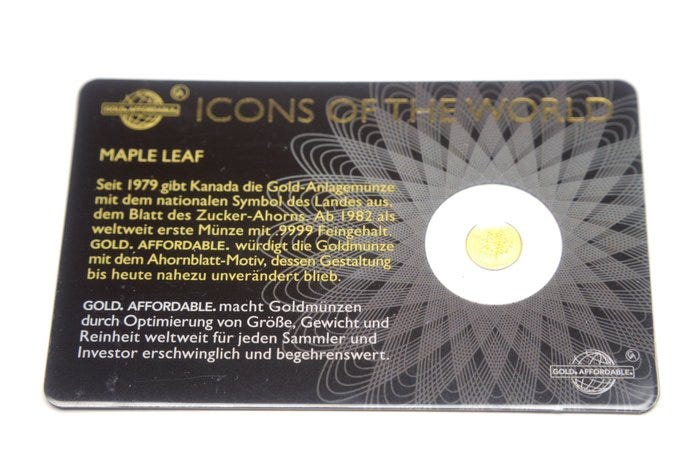 GOLD. AFFORDABLE.
ICONS OF THE WORLD
MAPLE LEAF
Seit 1979 gibt Kanada die Gold-Anlagemünze
mit dem nationalen Symbol des Landes aus,
dem Blatt des Zucker-Ahorns. Ab 1982 als
weltweit erste Münze mit .9999 Feingehalt.
GOLD. AFFORDABLE. würdigt die Goldmünze
mit dem Ahornblatt-Motiv, dessen Gestaltung
bis heute nahezu unverändert blieb.
GOLD. AFFORDABLE. macht Goldmünzen
durch Optimierung von Größe, Gewicht und
Reinheit weltweit für jeden Sammler und
Investor erschwinglich und begehrenswert.
GOLD. AFFORDABLE.